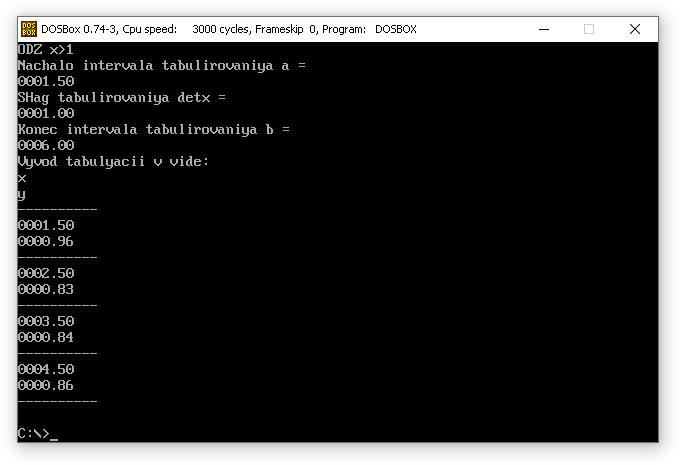 DOS
BOX
DOSBox 0.74-3, Cpu speed: 3000 cycles, Frameskip 0, Program: DOSBOX
ODZ x>1
Nachalo intervala tabulirovaniya a =
0001.50
SHag tabulirovaniya detx =
0001.00
Konec intervala tabulirovaniya b =
0006.00
Vyvod tabulyacii v vide:
x
y
----------
0001.50
0000.96
----------
0002.50
0000.83
----------
0003.50
0000.84
----------
0004.50
0000.86
----------
C:\>_